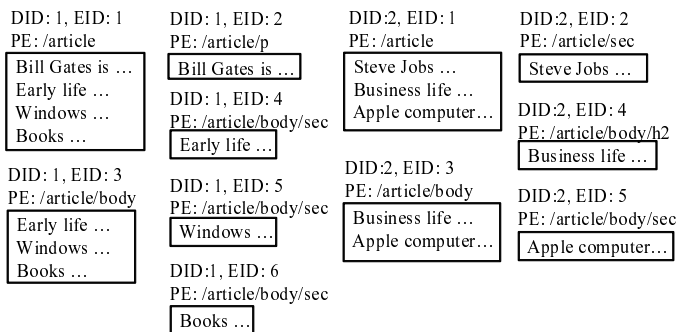 DID: 1, EID: 1
PE: /article
Bill Gates is …
Early life …
Windows …
Books …
DID: 1, EID: 3
PE: /article/body
Early life …
Windows …
Books …
DID: 1, EID: 2
PE: /article/p
Bill Gates is …
DID: 1, EID: 4
PE: /article/body/sec
Early life …
DID: 1, EID: 5
PE: /article/body/sec
Windows …
DID:1, EID: 6
PE: /article/body/sec
Books …
DID:2, EID: 1
PE: /article
Steve Jobs …
Business life …
Apple computer…
DID:2, EID: 3
PE: /article/body
Business life …
Apple computer…
DID:2, EID: 2
PE: /article/sec
Steve Jobs …
DID:2, EID: 4
PE: /article/body/h2
Business life …
DID:2, EID: 5
PE: /article/body/sec
Apple computer…